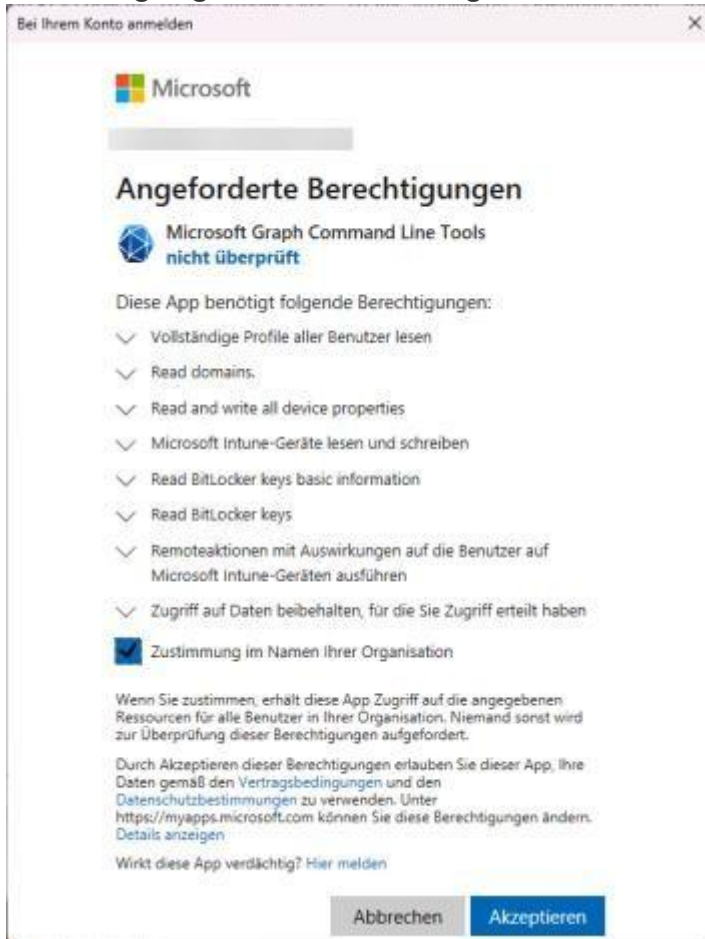 Bei Ihrem Konto anmelden
Microsoft
Angeforderte Berechtigungen
Microsoft Graph Command Line Tools
nicht überprüft
Diese App benötigt folgende Berechtigungen:
Vollständige Profile aller Benutzer lesen
Read domains.
Read and write all device properties
Microsoft Intune-Geräte lesen und schreiben
Read BitLocker keys basic information
Read BitLocker keys
Remoteaktionen mit Auswirkungen auf die Benutzer auf
Microsoft Intune-Geräten ausführen
Zugriff auf Daten beibehalten, für die Sie Zugriff erteilt haben
Zustimmung im Namen Ihrer Organisation
Wenn Sie zustimmen, erhält diese App Zugriff auf die angegebenen
Ressourcen für alle Benutzer in Ihrer Organisation. Niemand sonst wird
zur Überprüfung dieser Berechtigungen aufgefordert.
Durch Akzeptieren dieser Berechtigungen erlauben Sie dieser App, Ihre
Daten gemäß den Vertragsbedingungen und den
Datenschutzbestimmungen zu verwenden. Unter
https://myapps.microsoft.com können Sie diese Berechtigungen ändern.
Details anzeigen
Wirkt diese App verdächtig? Hier melden
Abbrechen Akzeptieren